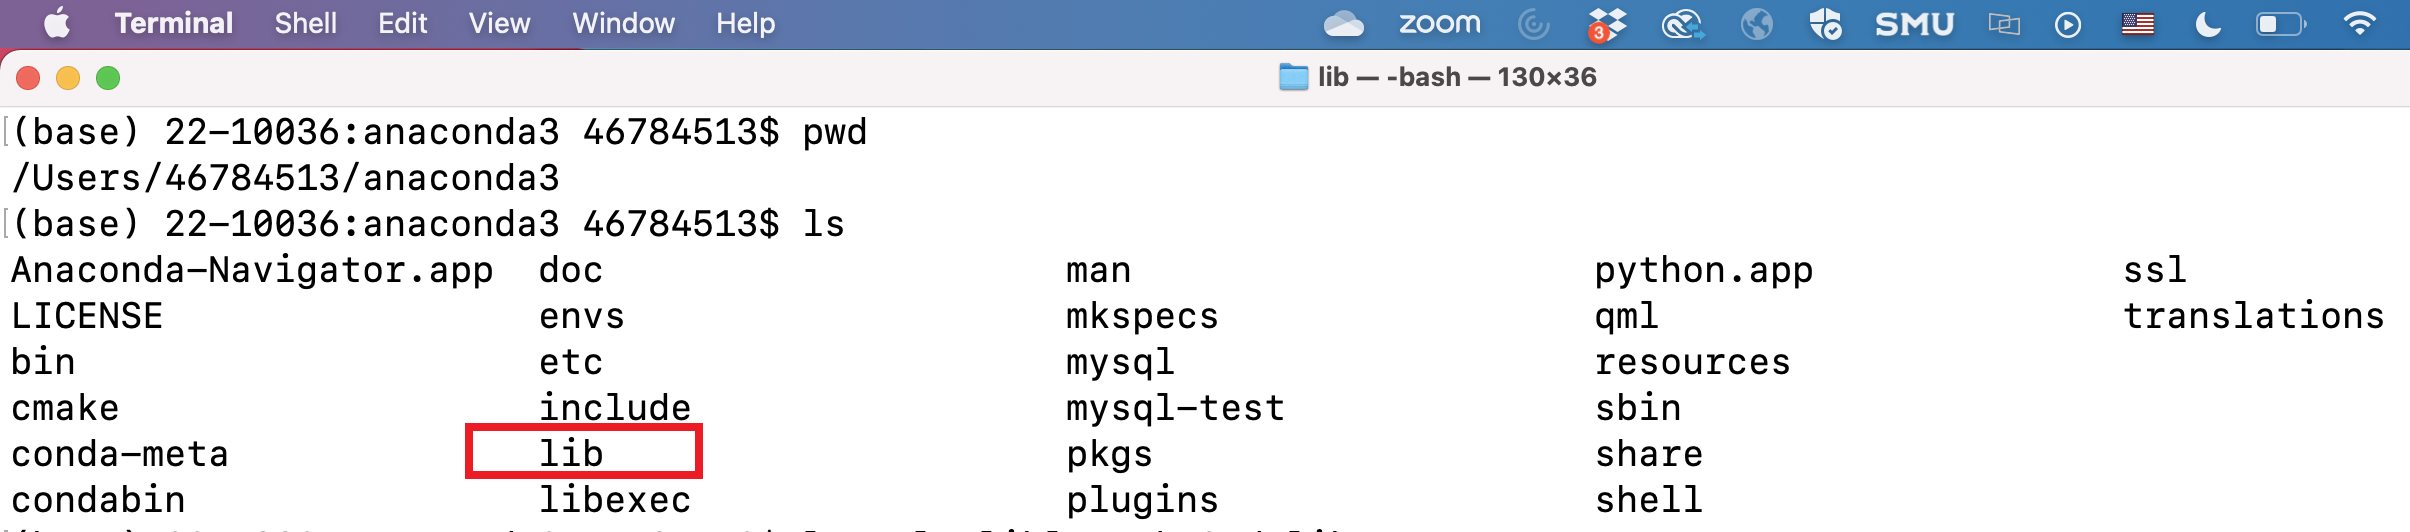 Terminal Shell Edit View Window Help zoom 3 SMU
lib — -bash — 130×36
(base) 22-10036:anaconda3 46784513$ pwd
/Users/46784513/anaconda3
(base) 22-10036:anaconda3 46784513$ ls
Anaconda-Navigator.app doc man python.app ssl
LICENSE envs mkspecs qml translations
bin etc mysql resources
cmake include mysql-test sbin
conda-meta lib pkgs share
condabin libexec plugins shell